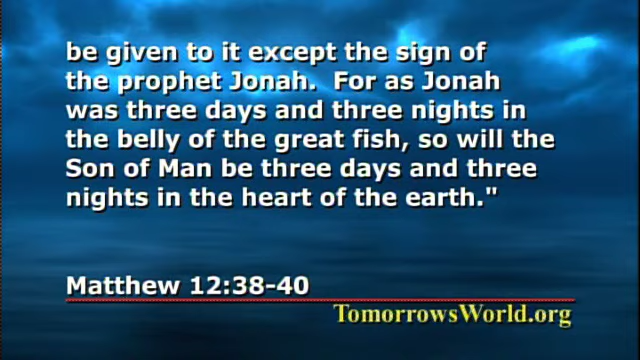 be given to it except the sign of
the prophet Jonah.  For as Jonah
was three days and three nights in
the belly of the great fish, so will the
Son of Man be three days and three
nights in the heart of the earth."
Matthew 12:38-40
TomorrowsWorld.org